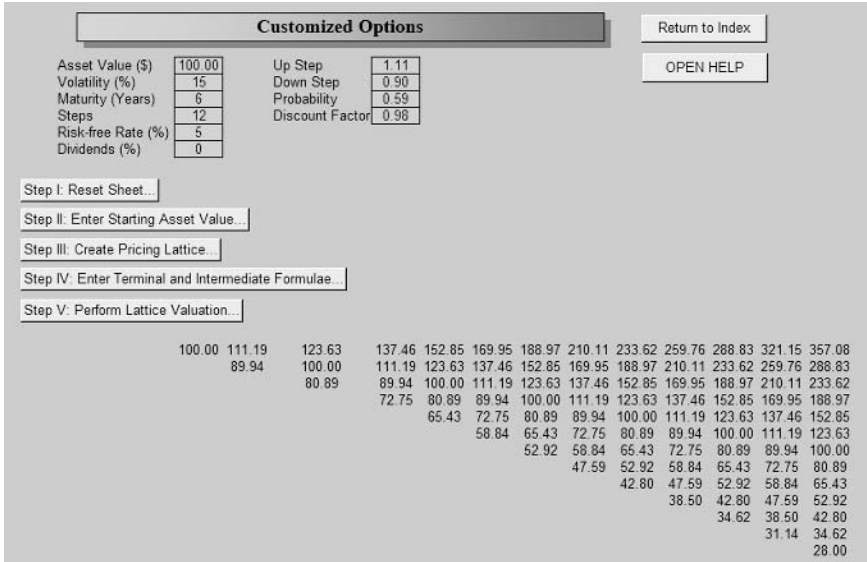 Customized Options
Return to Index
OPEN HELP
Asset Value ($) 100.00 Up Step 1.11
Volatility (%) 15 Down Step 0.90
Maturity (Years) 6 Probability 0.59
Steps 12 Discount Factor 0.98
Risk-free Rate (%) 5
Dividends (%) 0
Step I: Reset Sheet...
Step II: Enter Starting Asset Value...
Step III: Create Pricing Lattice...
Step IV: Enter Terminal and Intermediate Formulae...
Step V: Perform Lattice Valuation...
100.00 111.19 123.63 137.46 152.85 169.95 188.97 210.11 233.62 259.76 288.83 321.15 357.08
89.94 100.00 111.19 123.63 137.46 152.85 169.95 188.97 210.11 233.62 259.76 288.83
80.89 89.94 100.00 111.19 123.63 137.46 152.85 169.95 188.97 210.11 233.62
72.75 80.89 89.94 100.00 111.19 123.63 137.46 152.85 169.95 188.97
65.43 72.75 80.89 89.94 100.00 111.19 123.63 137.46 152.85
58.84 65.43 72.75 80.89 89.94 100.00 111.19 123.63
52.92 58.84 65.43 72.75 80.89 89.94 100.00
47.59 52.92 58.84 65.43 72.75 80.89
42.80 47.59 52.92 58.84 65.43
38.50 42.80 47.59 52.92
34.62 38.50 42.80
31.14 34.62
28.00